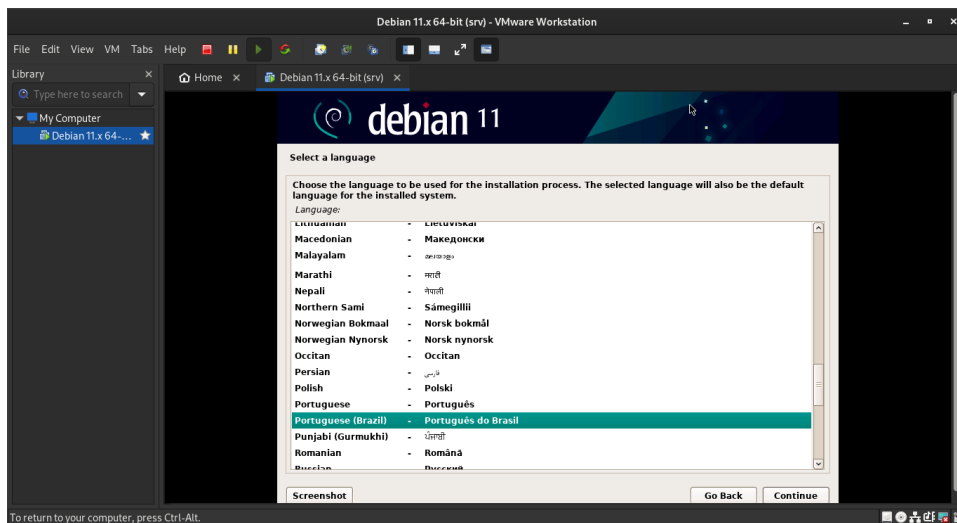 Debian 11.x 64-bit (srv) - VMware Workstation
File Edit View VM Tabs Help
Library
Home
Debian 11.x 64-bit (srv)
Type here to search
My Computer
Debian 11.x 64-...
debian 11
Select a language
Choose the language to be used for the installation process. The selected language will also be the default
language for the installed system.
Language:
Lithuanian - Lietuviškai
Macedonian - Македонски
Malayalam - മലയാളം
Marathi - मराठी
Nepali - नेपाली
Northern Sami - Sámegillii
Norwegian Bokmaal - Norsk bokmål
Norwegian Nynorsk - Norsk nynorsk
Occitan - Occitan
Persian - فارسی
Polish - Polski
Portuguese - Português
Portuguese (Brazil) - Português do Brasil
Punjabi (Gurmukhi) - ਪੰਜਾਬੀ
Romanian - Română
Russian - Русский
Screenshot
Go Back Continue
To return to your computer, press Ctrl-Alt.